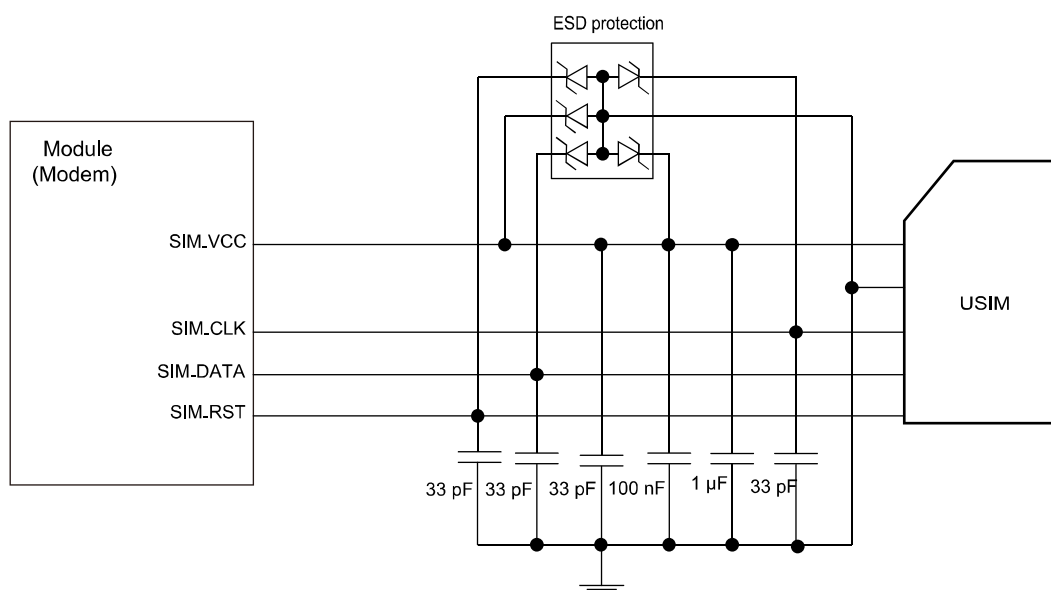 ESD protection
Module
(Modem)
SIM_VCC
USIM
SIM_CLK
SIM_DATA
SIM_RST
33 pF
33 pF
33 pF
100 nF
1 µF
33 pF